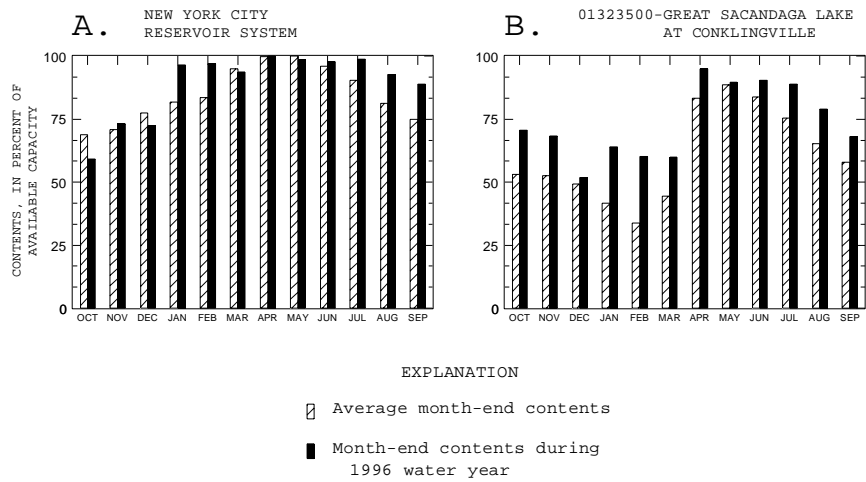 A.
NEW YORK CITY
RESERVOIR SYSTEM
CONTENTS, IN PERCENT OF
AVAILABLE CAPACITY
100
75
50
25
0
OCT NOV DEC JAN FEB MAR APR MAY JUN JUL AUG SEP
B.
01323500-GREAT SACANDAGA LAKE
AT CONKLINGVILLE
100
75
50
25
0
OCT NOV DEC JAN FEB MAR APR MAY JUN JUL AUG SEP
EXPLANATION
Average month-end contents
Month-end contents during
1996 water year